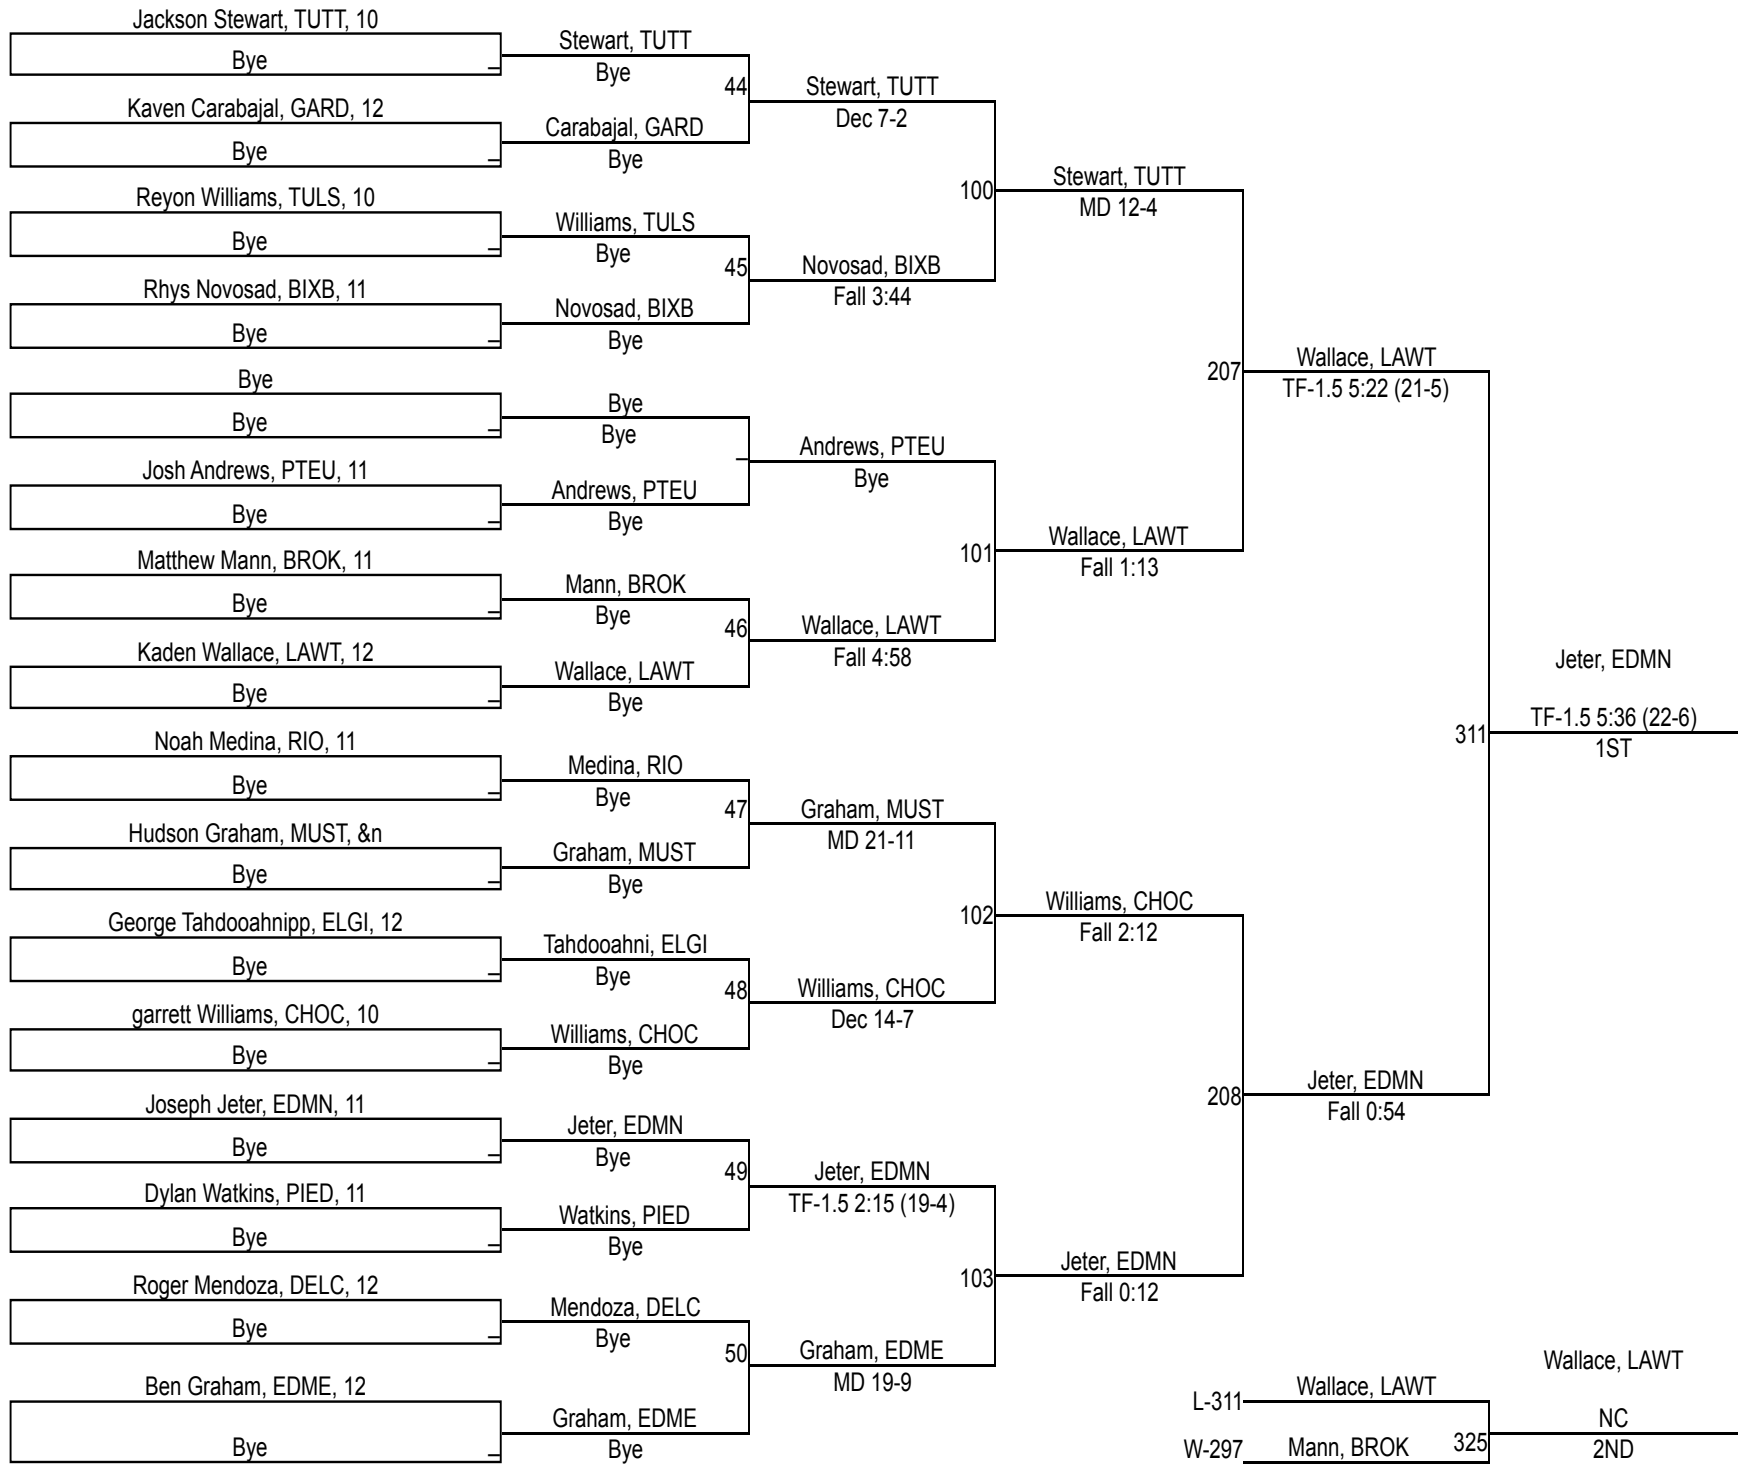 Jackson Stewart, TUTT, 10
Bye
Kaven Carabajal, GARD, 12
Bye
Reyon Williams, TULS, 10
Bye
Rhys Novosad, BIXB, 11
Bye
Bye
Bye
Josh Andrews, PTEU, 11
Bye
Matthew Mann, BROK, 11
Bye
Kaden Wallace, LAWT, 12
Bye
Noah Medina, RIO, 11
Bye
Hudson Graham, MUST, &n
Bye
George Tahdooahnipp, ELGI, 12
Bye
garrett Williams, CHOC, 10
Bye
Joseph Jeter, EDMN, 11
Bye
Dylan Watkins, PIED, 11
Bye
Roger Mendoza, DELC, 12
Bye
Ben Graham, EDME, 12
Bye
Stewart, TUTT
Bye
44
Carabajal, GARD
Bye
Williams, TULS
Bye
45
Novosad, BIXB
Bye
Bye
Bye
Andrews, PTEU
Bye
Mann, BROK
Bye
46
Wallace, LAWT
Bye
Medina, RIO
Bye
47
Graham, MUST
Bye
Tahdooahni, ELGI
Bye
48
Williams, CHOC
Bye
Jeter, EDMN
Bye
49
Watkins, PIED
Bye
Mendoza, DELC
Bye
50
Graham, EDME
Bye
Stewart, TUTT
Dec 7-2
100
Novosad, BIXB
Fall 3:44
Andrews, PTEU
Bye
101
Wallace, LAWT
Fall 4:58
Graham, MUST
MD 21-11
102
Williams, CHOC
Dec 14-7
Jeter, EDMN
TF-1.5 2:15 (19-4)
103
Graham, EDME
MD 19-9
Stewart, TUTT
MD 12-4
207
Wallace, LAWT
Fall 1:13
Williams, CHOC
Fall 2:12
208
Jeter, EDMN
Fall 0:12
Wallace, LAWT
TF-1.5 5:22 (21-5)
311
Jeter, EDMN
Fall 0:54
Jeter, EDMN
TF-1.5 5:36 (22-6)
1ST
L-311
Wallace, LAWT
W-297
Mann, BROK
325
Wallace, LAWT
NC
2ND